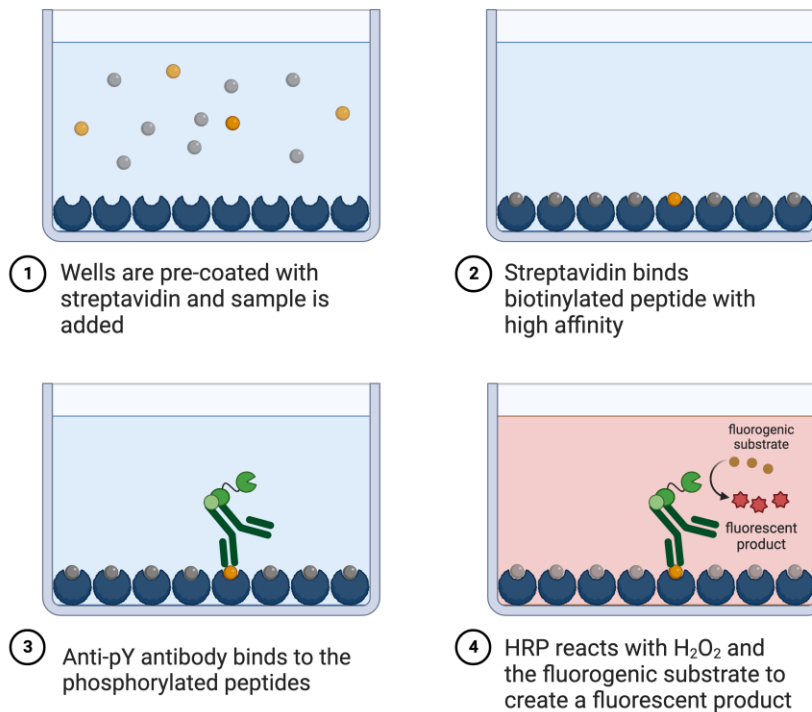 1 Wells are pre-coated with
streptavidin and sample is
added
2 Streptavidin binds
biotinylated peptide with
high affinity
3 Anti-pY antibody binds to the
phosphorylated peptides
fluorogenic
substrate
fluorescent
product
4 HRP reacts with H₂O₂ and
the fluorogenic substrate to
create a fluorescent product